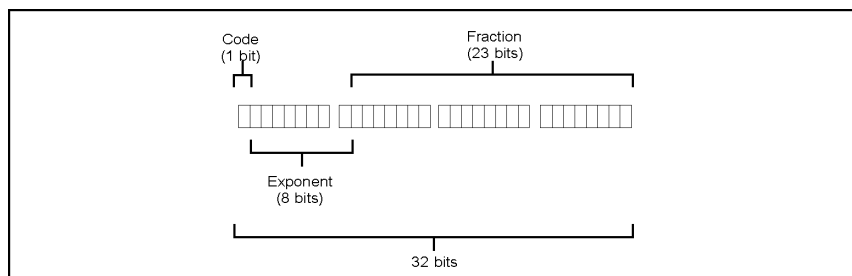 Code
(1 bit)
Fraction
(23 bits)
Exponent
(8 bits)
32 bits